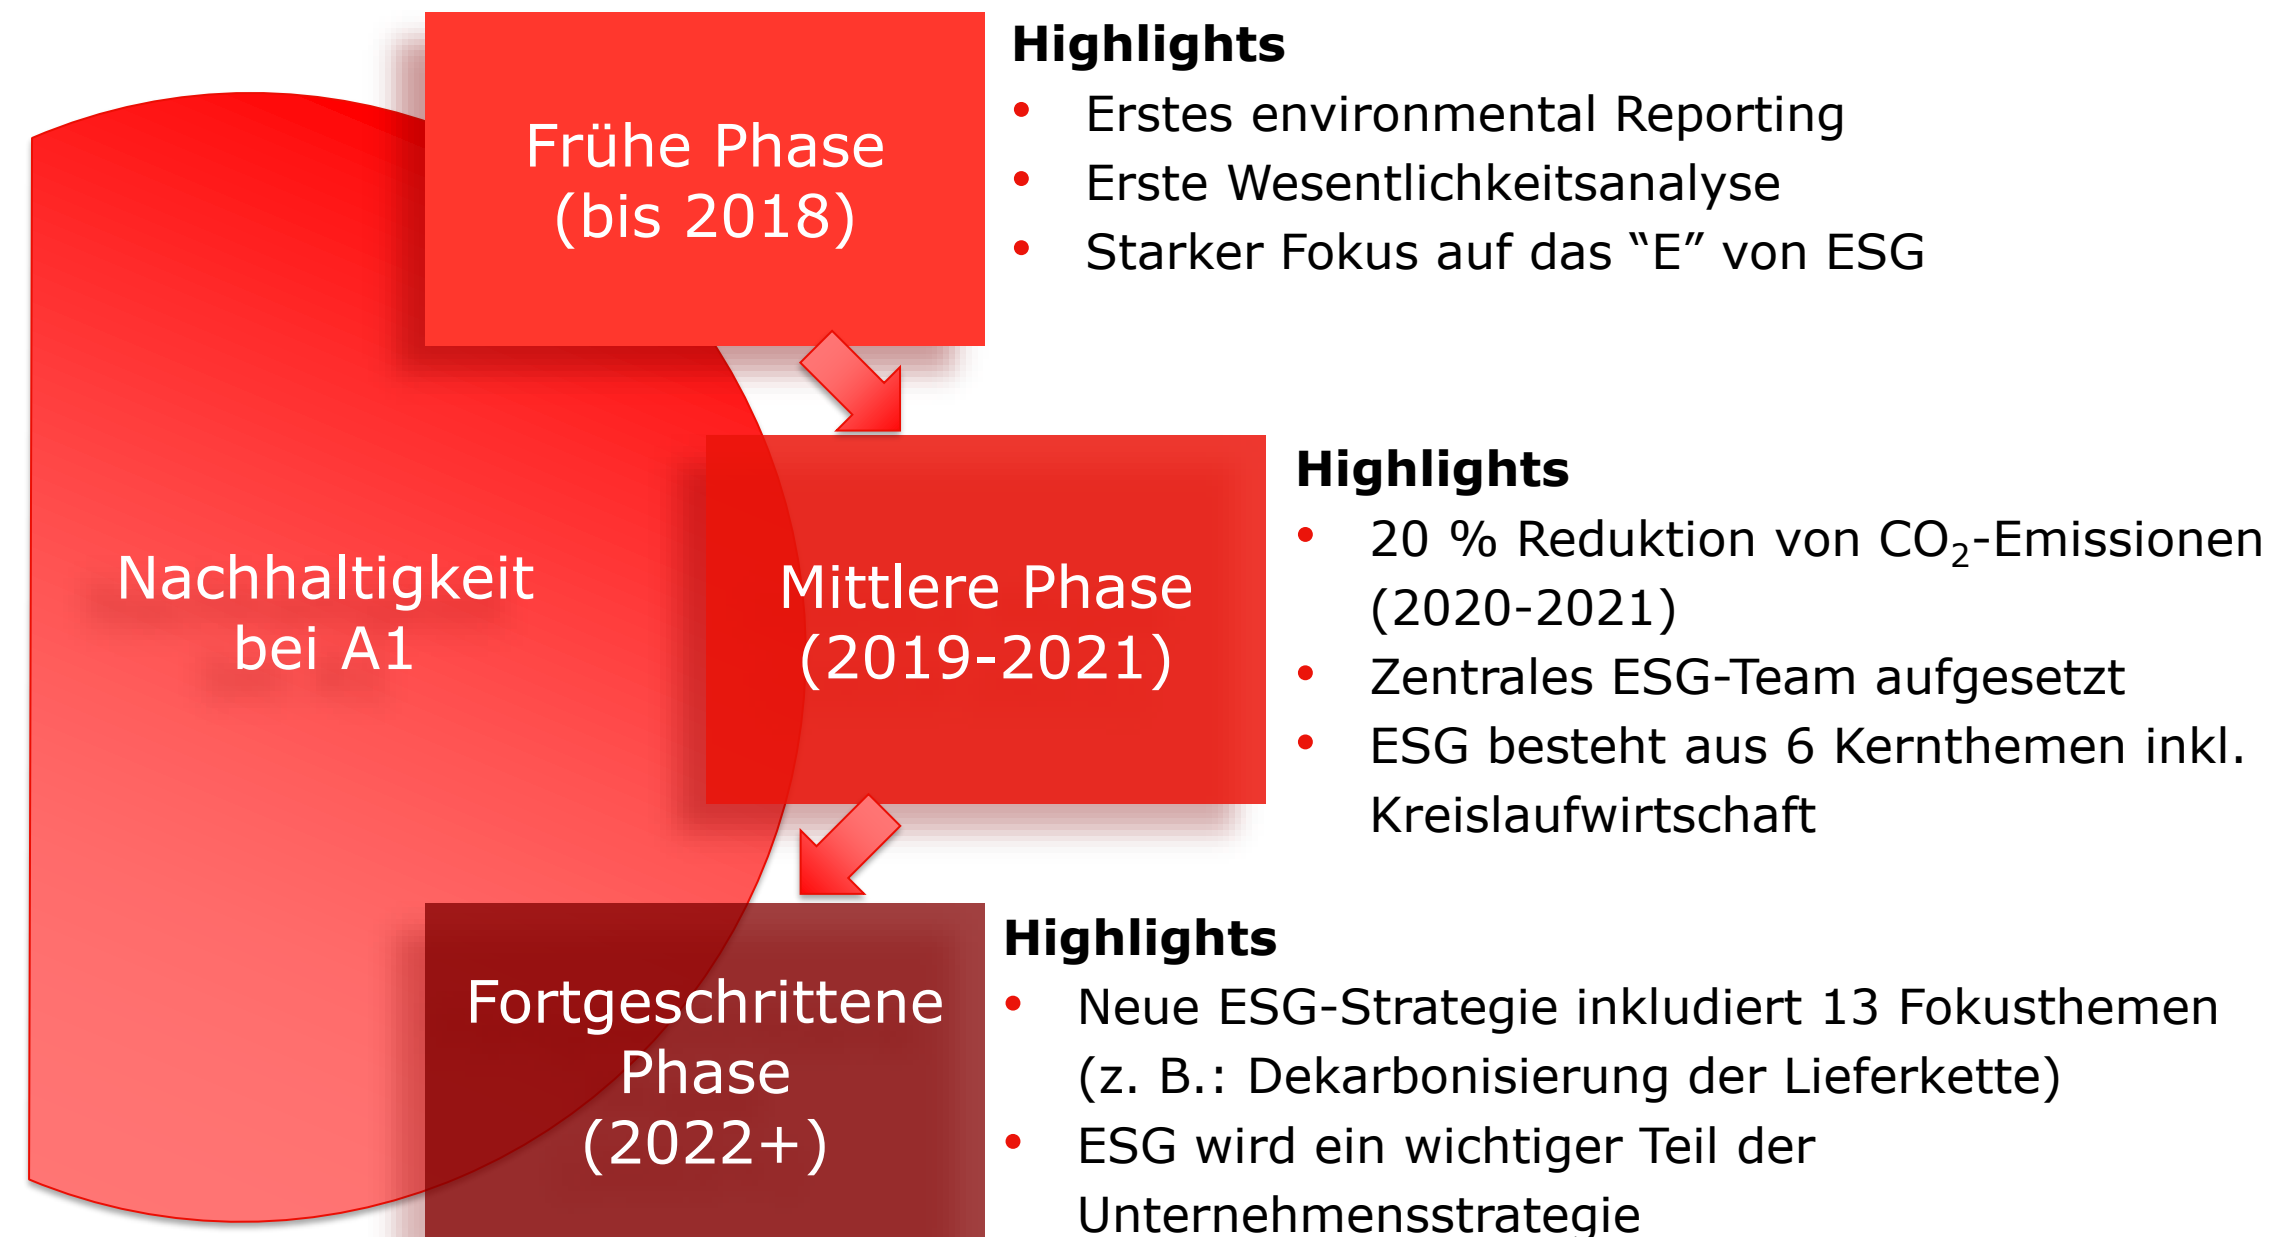 Nachhaltigkeit
bei A1
Frühe Phase
(bis 2018)
Highlights
• Erstes environmental Reporting
• Erste Wesentlichkeitsanalyse
• Starker Fokus auf das “E” von ESG
Mittlere Phase
(2019-2021)
Highlights
• 20 % Reduktion von CO₂-Emissionen
(2020-2021)
• Zentrales ESG-Team aufgesetzt
• ESG besteht aus 6 Kernthemen inkl.
Kreislaufwirtschaft
Fortgeschrittene
Phase
(2022+)
Highlights
• Neue ESG-Strategie inkludiert 13 Fokusthemen
(z. B.: Dekarbonisierung der Lieferkette)
• ESG wird ein wichtiger Teil der
Unternehmensstrategie